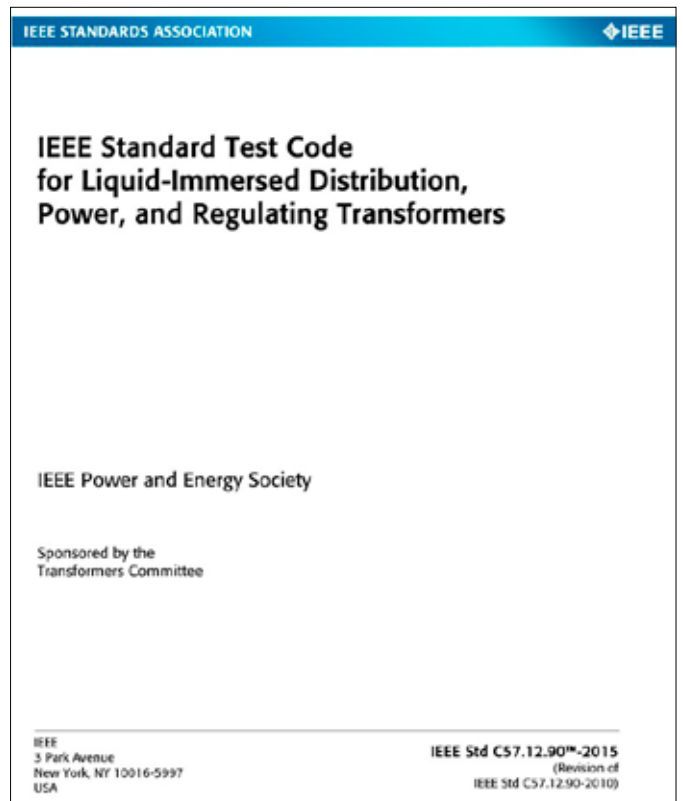 IEEE STANDARDS ASSOCIATION
IEEE
IEEE Standard Test Code
for Liquid-Immersed Distribution,
Power, and Regulating Transformers
IEEE Power and Energy Society
Sponsored by the
Transformers Committee
IEEE
3 Park Avenue
New York, NY 10016-5997
USA
IEEE Std C57.12.90™-2015
(Revision of
IEEE Std C57.12.90-2010)